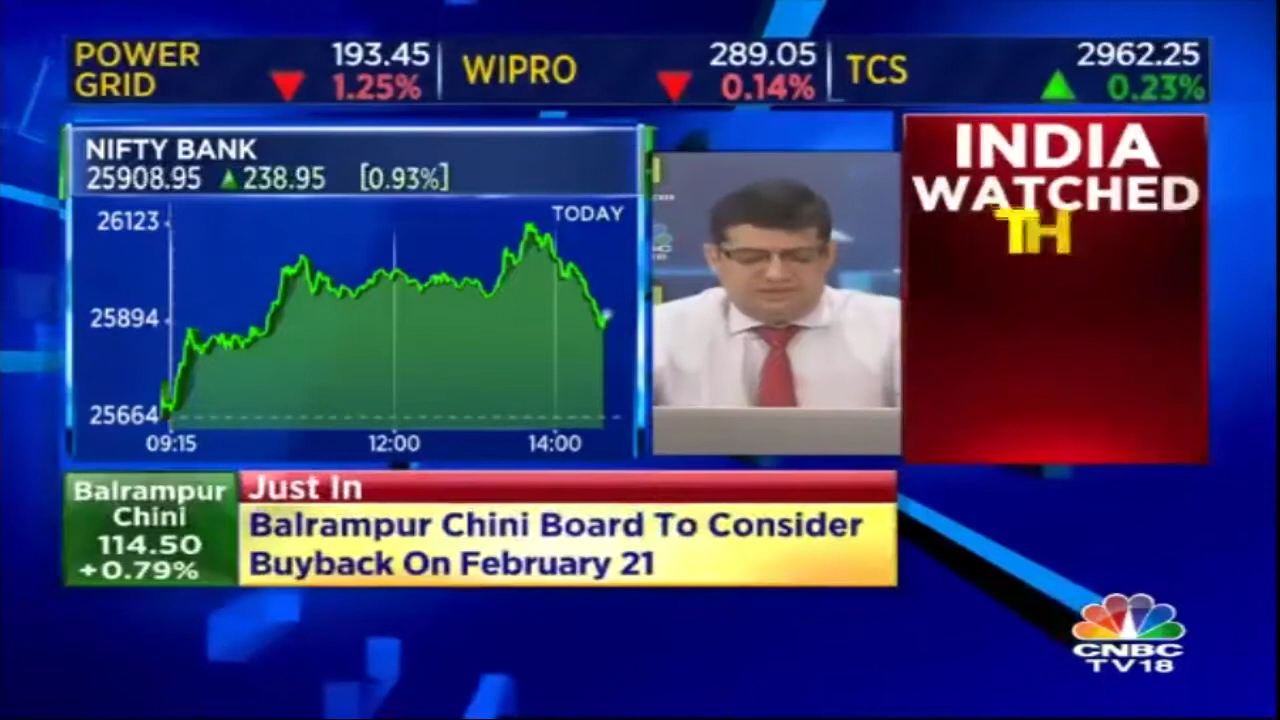 POWER GRID 193.45 ▼ 1.25%
WIPRO 289.05 ▼ 0.14%
TCS 2962.25 ▲ 0.23%
NIFTY BANK
25908.95 ▲238.95 [0.93%]
TODAY
26123
25894
25664
09:15 12:00 14:00
INDIA
WATCHED
TH
Balrampur
Chini
114.50
+0.79%
Just In
Balrampur Chini Board To Consider
Buyback On February 21
CNBC
TV18